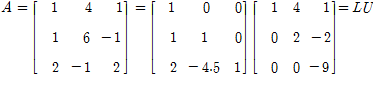 A = [ 1 4 1 ] = [ 1 0 0 ] [ 1 4 1 ] = LU
[ 1 6 −1 ] [ 1 1 0 ] [ 0 2 −2 ]
[ 2 −1 2 ] [ 2 −4.5 1 ] [ 0 0 −9 ]